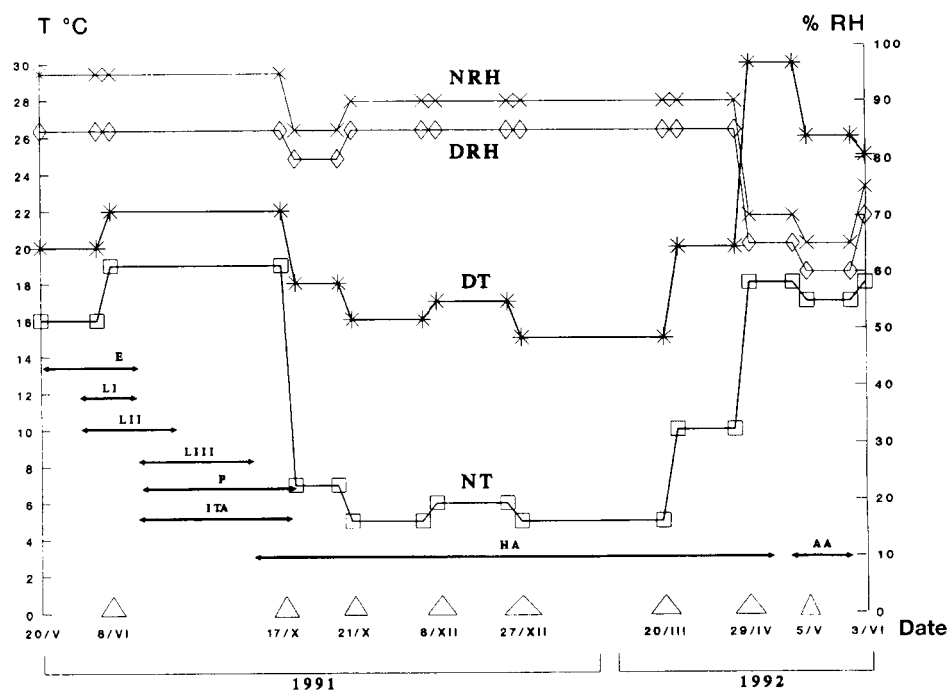 T °C
% RH
30
28
26
24
22
20
18
16
14
12
10
8
6
4
2
0
100
90
80
70
60
50
40
30
20
10
0
NRH
DRH
DT
NT
E
LI
LII
LIII
P
ITA
HA
AA
20/V 8/VI 17/X 21/X 8/XII 27/XII 20/III 29/IV 5/V 3/VI Date
1991 1992